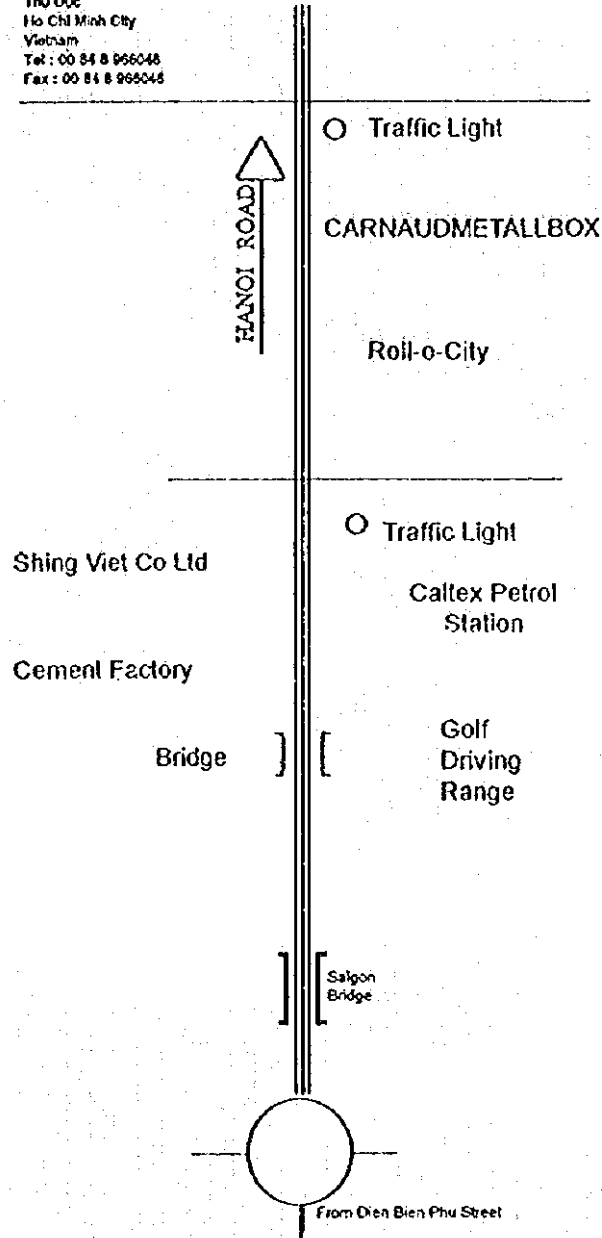 Ho Chi Minh City
Vietnam
Tel : 00 84 8 966048
Fax : 00 84 8 966048
Traffic Light
HANOI ROAD
CARNAUDMETALLBOX
Roll-o-City
Traffic Light
Shing Viet Co Ltd
Caltex Petrol
Station
Cement Factory
Golf
Driving
Range
Bridge
Saigon
Bridge
From Dien Bien Phu Street